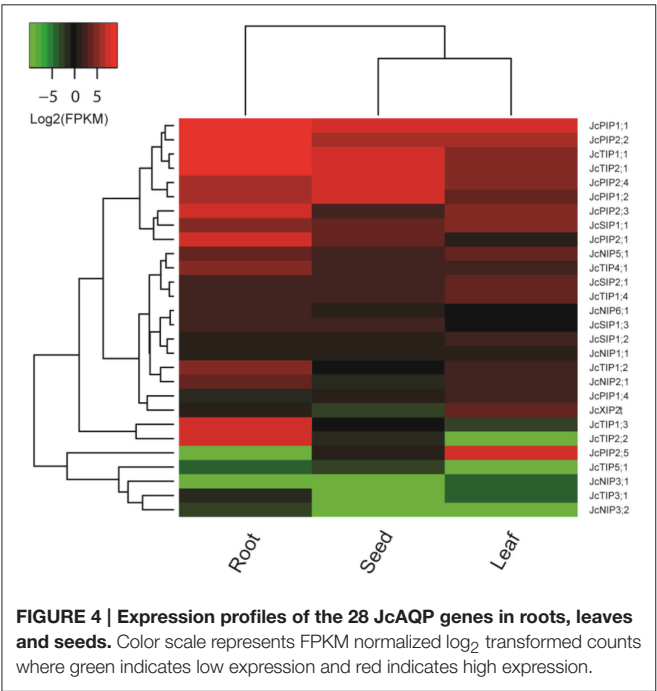 −5 0 5
Log2(FPKM)
JcPIP1;1
JcPIP2;2
JcTIP1;1
JcTIP2;1
JcPIP2;4
JcPIP1;2
JcPIP2;3
JcSIP1;1
JcPIP2;1
JcNIP5;1
JcTIP4;1
JcSIP2;1
JcTIP1;4
JcNIP6;1
JcSIP1;3
JcSIP1;2
JcNIP1;1
JcTIP1;2
JcNIP2;1
JcPIP1;4
JcXIP2;1
JcTIP1;3
JcTIP2;2
JcPIP2;5
JcTIP5;1
JcNIP3;1
JcTIP3;1
JcNIP3;2
Root Seed Leaf
FIGURE 4 | Expression profiles of the 28 JcAQP genes in roots, leaves
and seeds. Color scale represents FPKM normalized log2 transformed counts
where green indicates low expression and red indicates high expression.